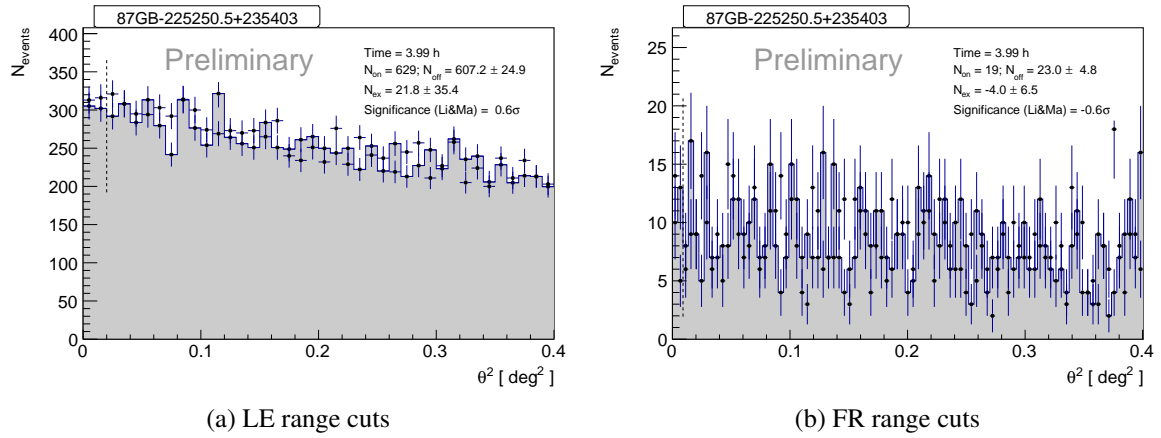 87GB-225250.5+235403
Preliminary
Time = 3.99 h
N_on = 629; N_off = 607.2 ± 24.9
N_ex = 21.8 ± 35.4
Significance (Li&Ma) = 0.6σ
N_events
400
350
300
250
200
150
100
50
0
0 0.1 0.2 0.3 0.4
θ² [ deg² ]
(a) LE range cuts
87GB-225250.5+235403
Preliminary
Time = 3.99 h
N_on = 19; N_off = 23.0 ± 4.8
N_ex = -4.0 ± 6.5
Significance (Li&Ma) = -0.6σ
N_events
25
20
15
10
5
0
0 0.1 0.2 0.3 0.4
θ² [ deg² ]
(b) FR range cuts